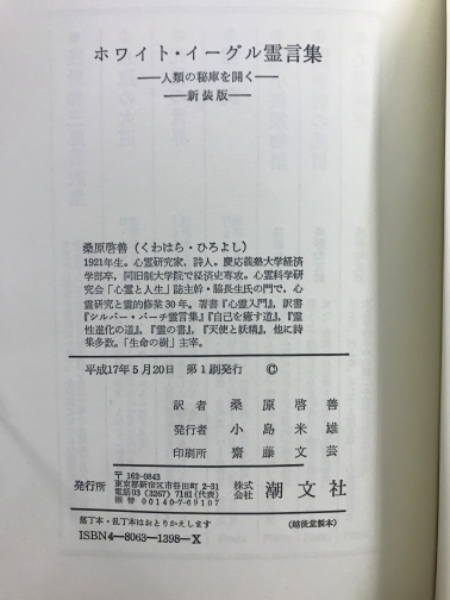 ホワイト・イーグル霊言集
―人類の秘庫を開く―
―新装版―
桑原啓善（くわはら・ひろよし）
1921年生。心霊研究家、詩人。慶応義塾大学経済
学部卒、同旧制大学院で経済史専攻。心霊科学研
究会「心霊と人生」誌主幹・脇長生氏の門で、心
霊研究と霊的修業30年。著書『心霊入門』、訳書
『シルバー・バーチ霊言集』『自己を癒す道』、『霊
性進化の道』、『霊の書』、『天使と妖精』、他に詩
集多数。「生命の樹」主宰。
平成17年5月20日 第1刷発行 ©
訳者 桑原啓善
発行者 小島米雄
印刷所 齋藤文芸
発行所 〒162-0843
東京都新宿区市谷田町2-31
電話03(3267)7181(代表)
振替 00140-7-69107
株式会社 潮文社
落丁本・乱丁本はおとりかえします (越後堂製本)
ISBN4-8063-1398-X